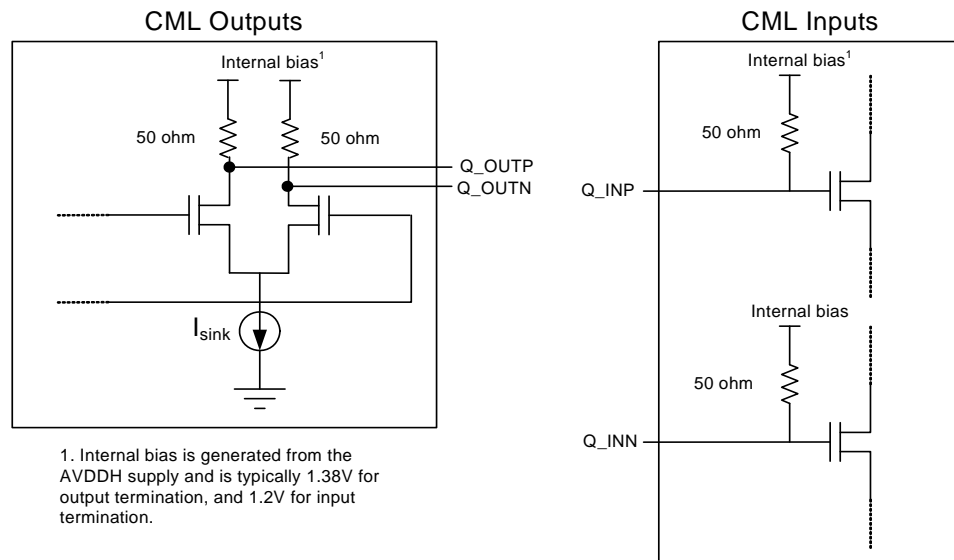 CML Outputs
Internal bias1
50 ohm
50 ohm
Q_OUTP
Q_OUTN
Isink
1. Internal bias is generated from the
AVDDH supply and is typically 1.38V for
output termination, and 1.2V for input
termination.
CML Inputs
Internal bias1
50 ohm
Q_INP
Internal bias
50 ohm
Q_INN